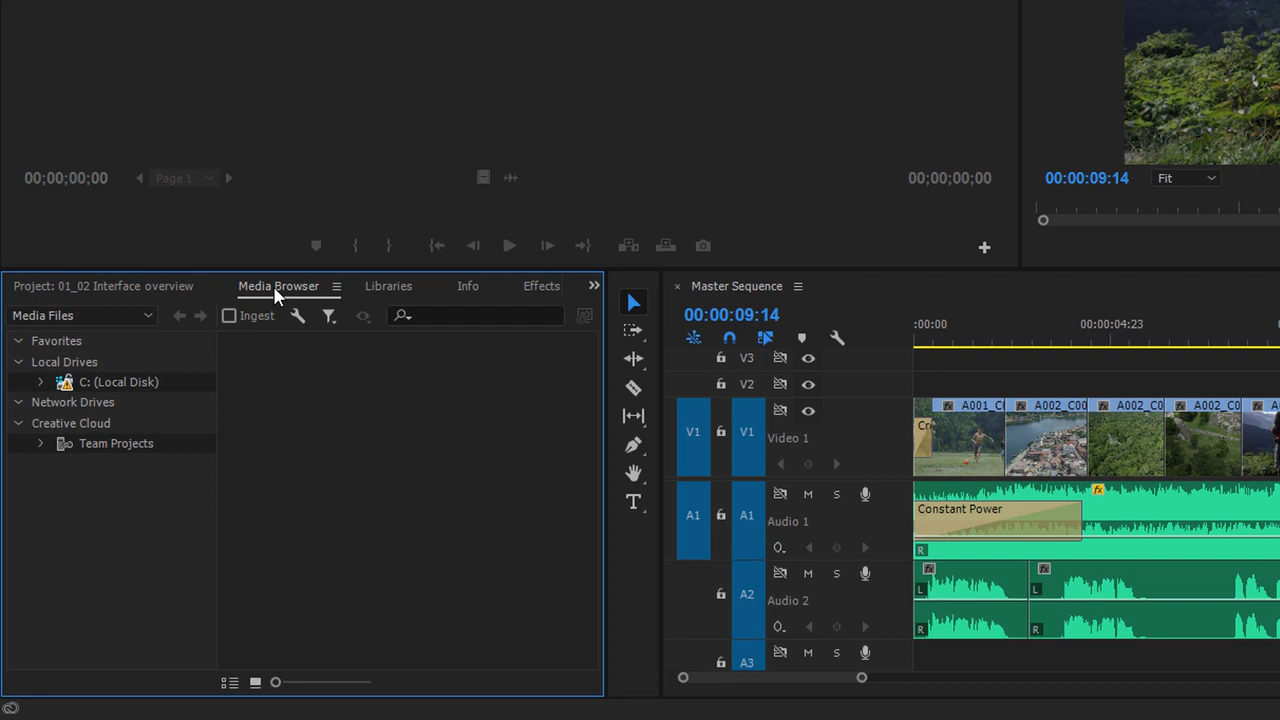 00;00;00;00
Page 1
00;00;00;00
00:00:09:14
Fit
Project: 01_02 Interface overview
Media Browser
Libraries
Info
Effects
Media Files
Ingest
Favorites
Local Drives
C: (Local Disk)
Network Drives
Creative Cloud
Team Projects
Master Sequence
00:00:09:14
:00:00
00:00:04:23
V3
V2
V1
V1
Video 1
A001_C(
A002_C00
A002_C0
A002_C0
Cr
A1
A1
M
S
Audio 1
fx
Constant Power
R
A2
M
S
Audio 2
fx
fx
L
L
R
R
A3
M
S